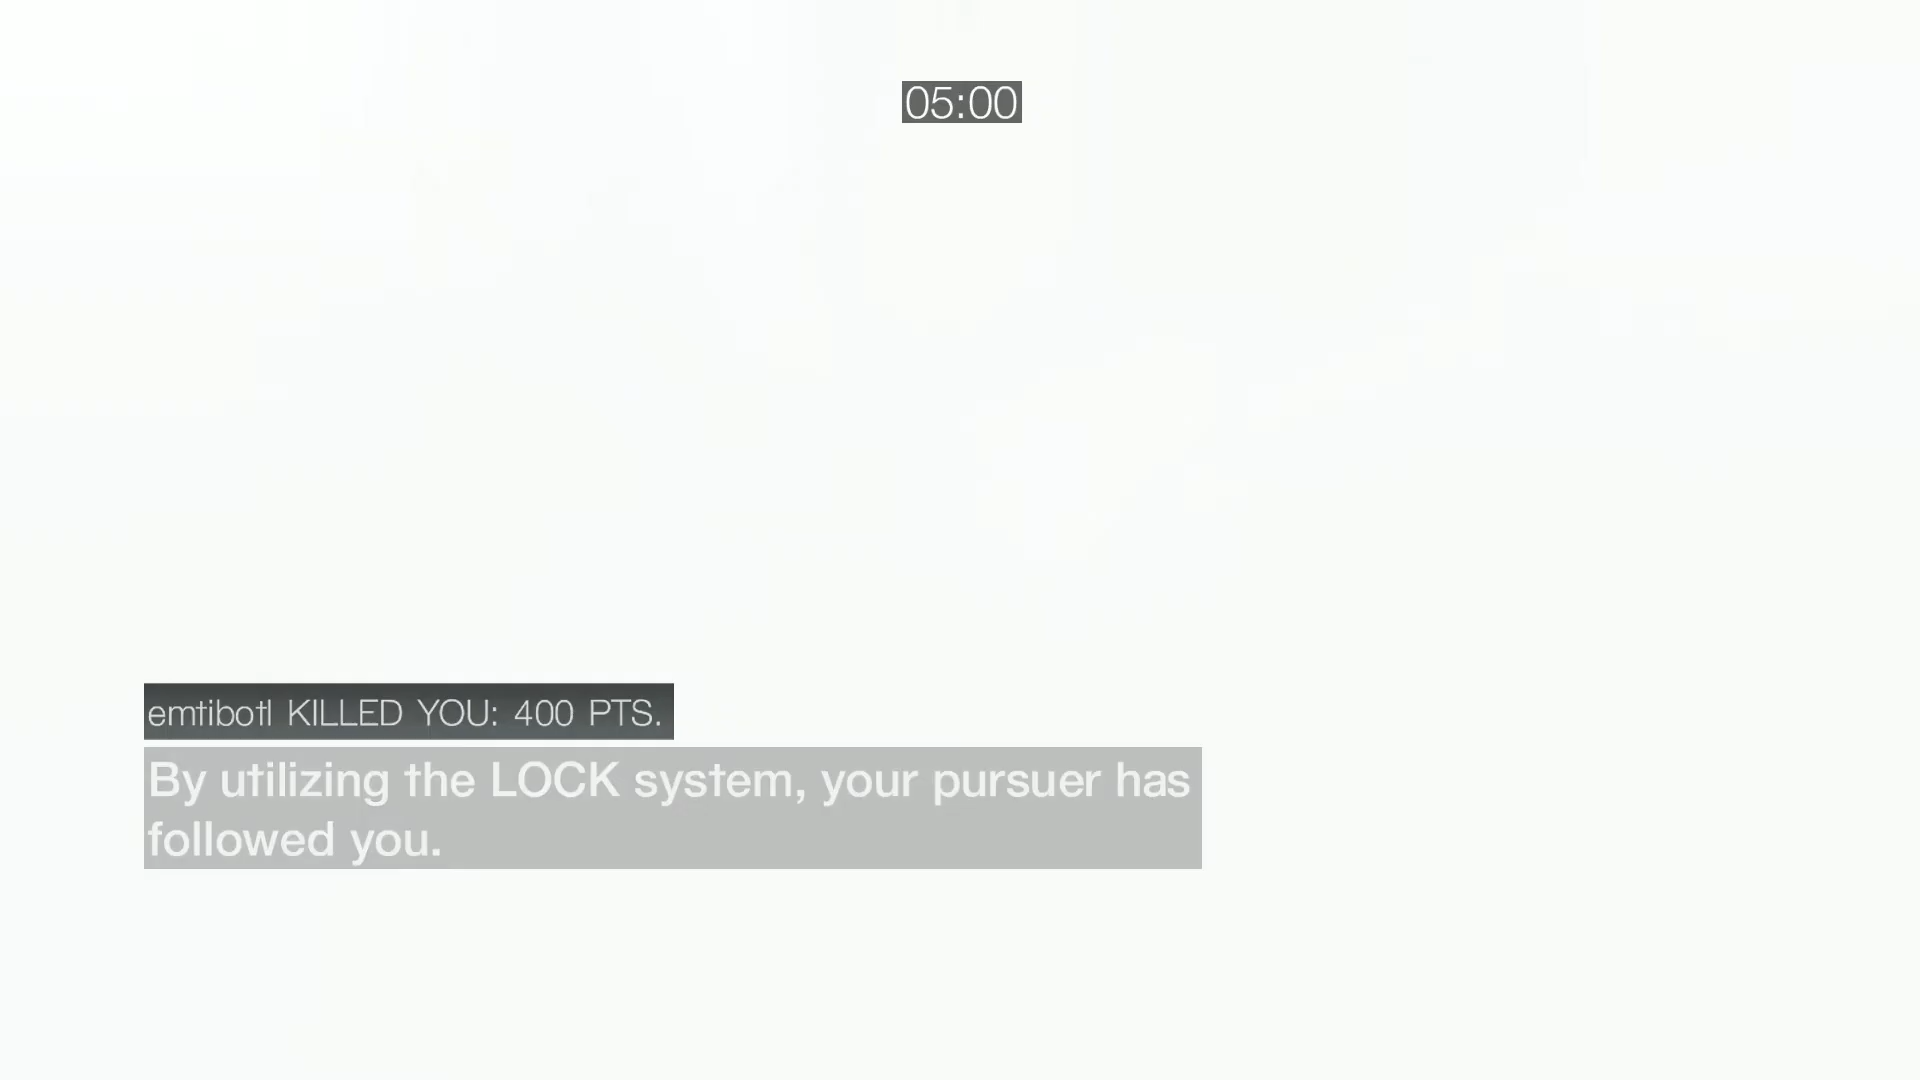 05:00
emtibotl KILLED YOU: 400 PTS.
By utilizing the LOCK system, your pursuer has
followed you.